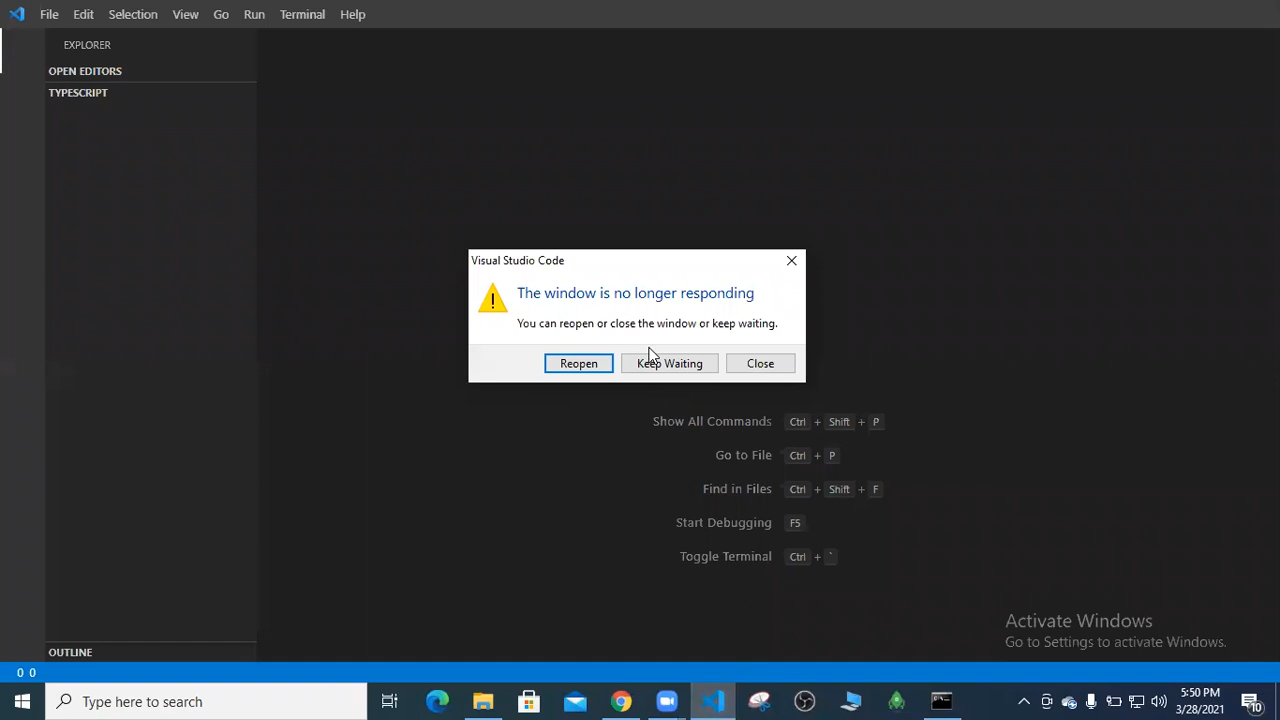 File Edit Selection View Go Run Terminal Help
EXPLORER
OPEN EDITORS
TYPESCRIPT
Visual Studio Code
The window is no longer responding
You can reopen or close the window or keep waiting.
Reopen Keep Waiting Close
Show All Commands Ctrl + Shift + P
Go to File Ctrl + P
Find in Files Ctrl + Shift + F
Start Debugging F5
Toggle Terminal Ctrl + `
Activate Windows
Go to Settings to activate Windows.
OUTLINE
0 0
Type here to search
5:50 PM
3/28/2021
10